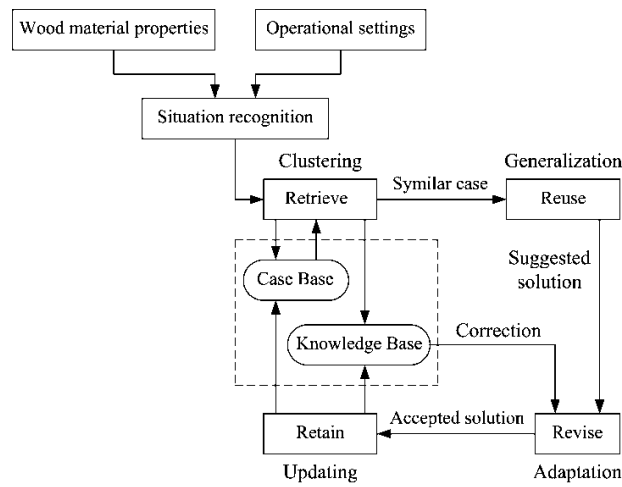 Wood material properties
Operational settings
Situation recognition
Clustering
Generalization
Retrieve
Symilar case
Reuse
Case Base
Suggested
solution
Knowledge Base
Correction
Retain
Accepted solution
Revise
Updating
Adaptation